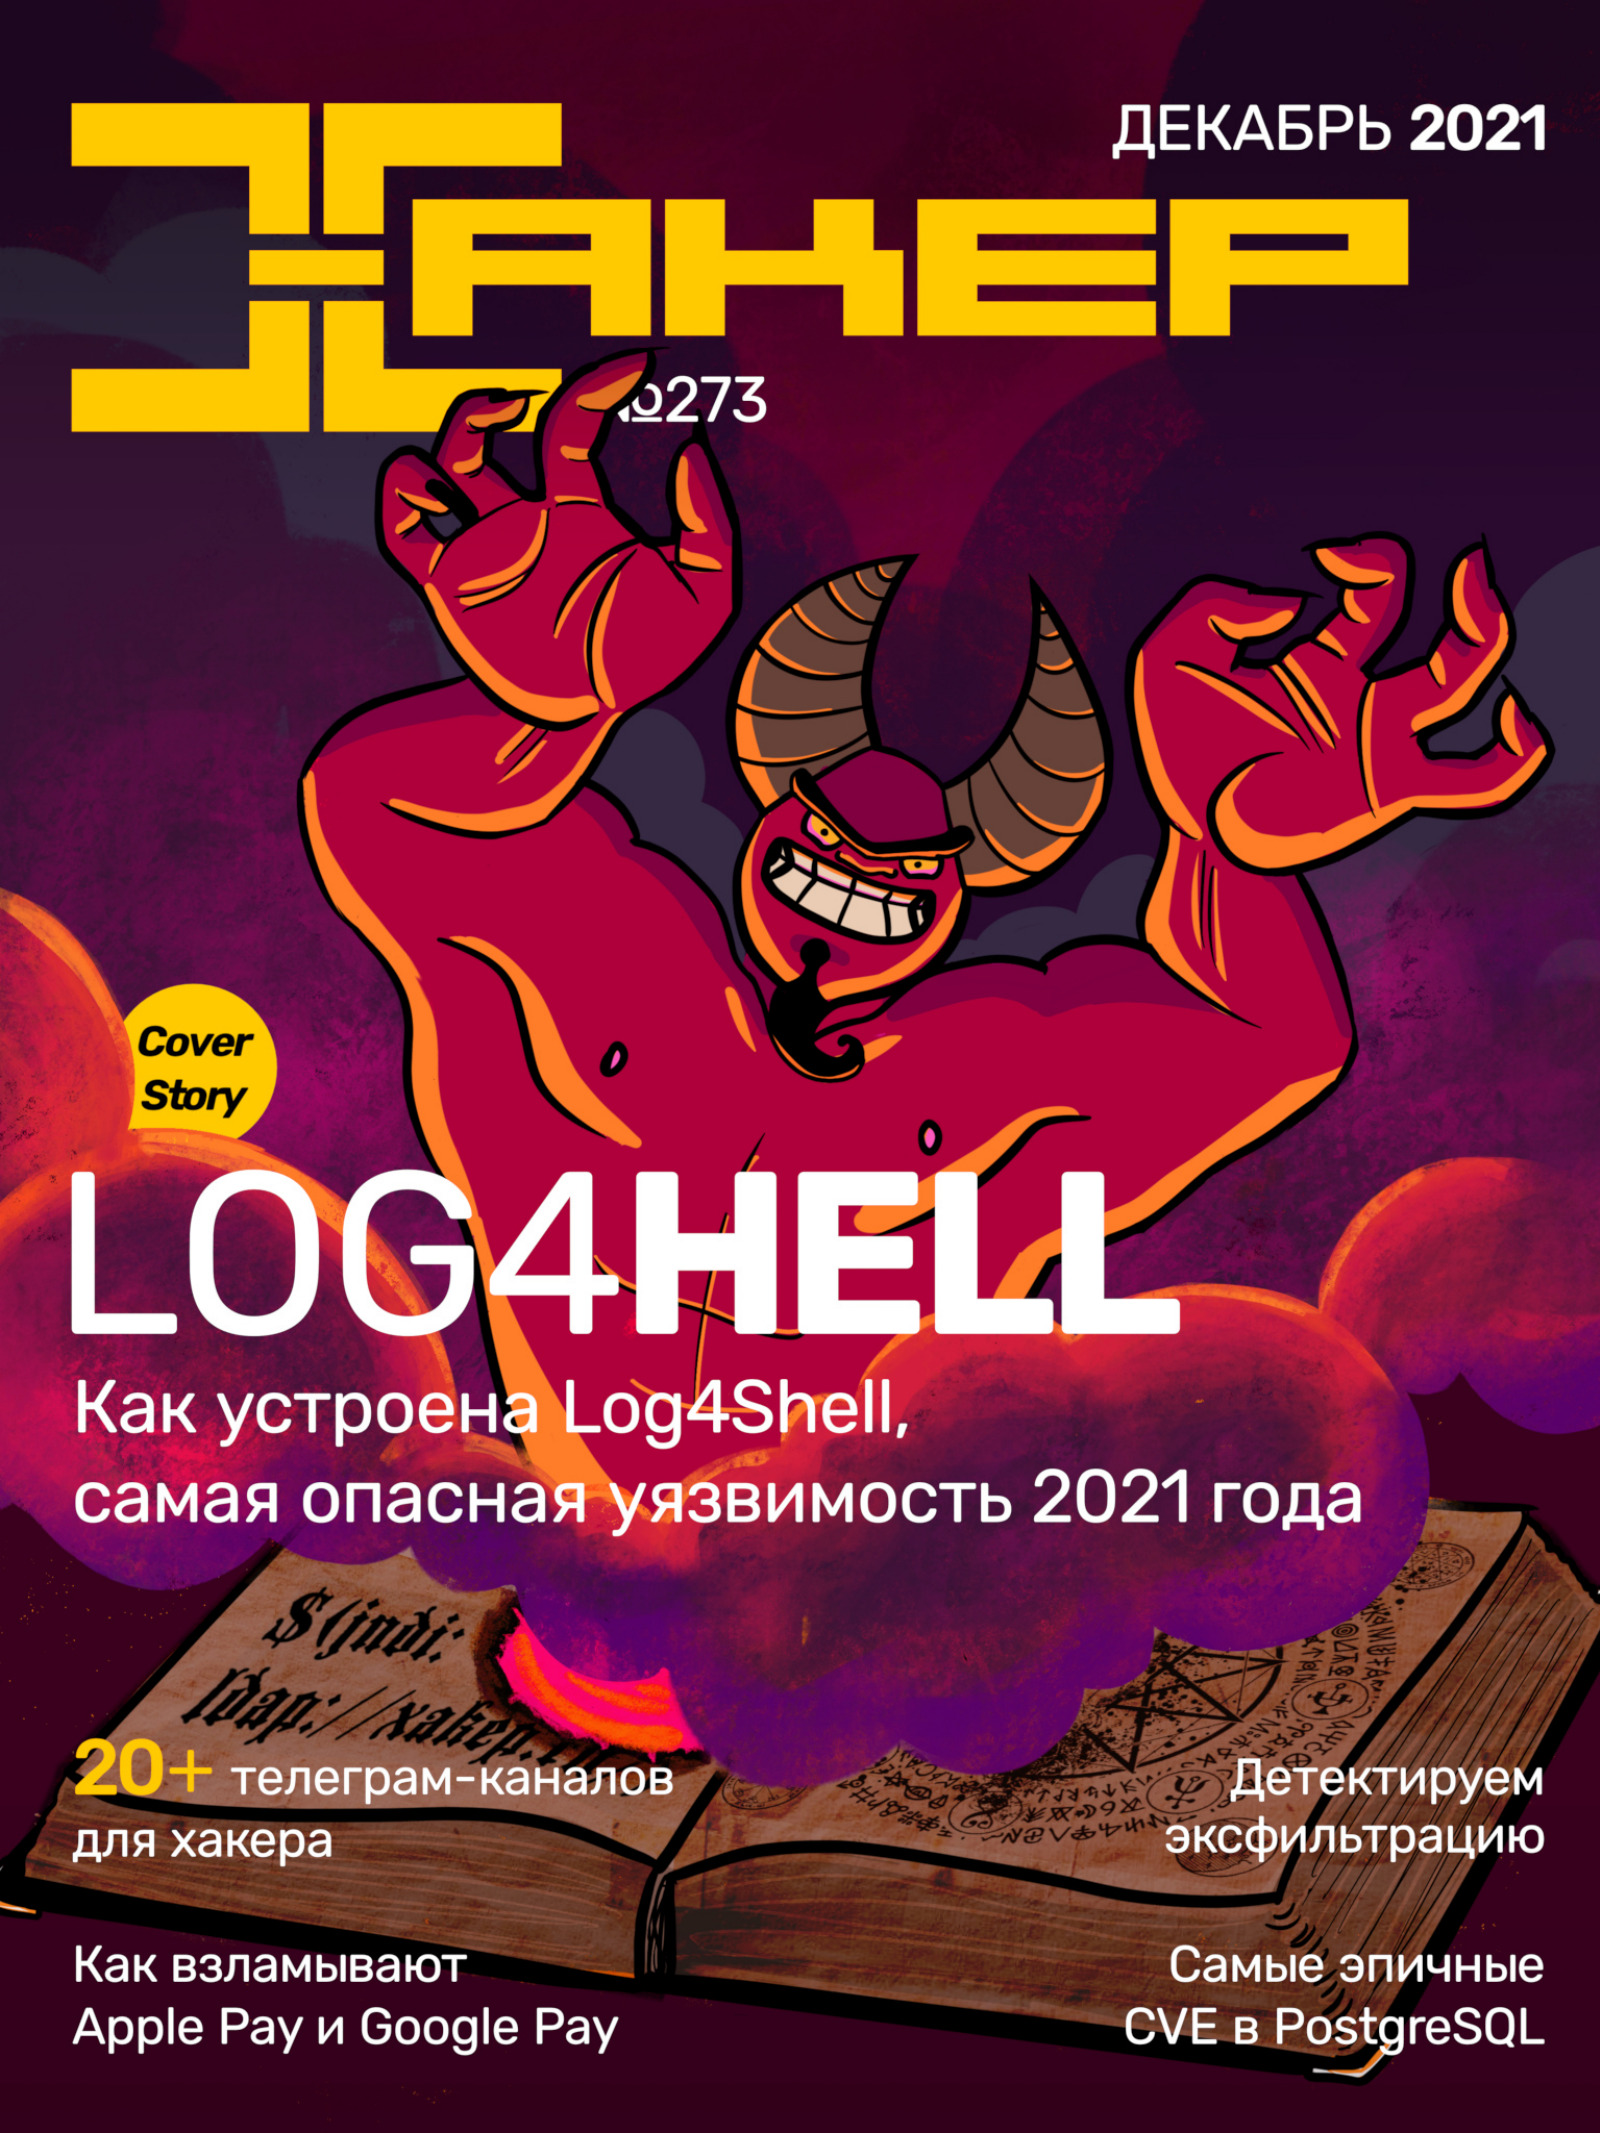 ДЕКАБРЬ 2021
ХАКЕР
№273
Cover
Story
LOG4HELL
Как устроена Log4Shell,
самая опасная уязвимость 2021 года
$(jndi:
ldap://xakep.ru
20+ телеграм-каналов
для хакера
Детектируем
эксфильтрацию
Как взламывают
Apple Pay и Google Pay
Самые эпичные
CVE в PostgreSQL